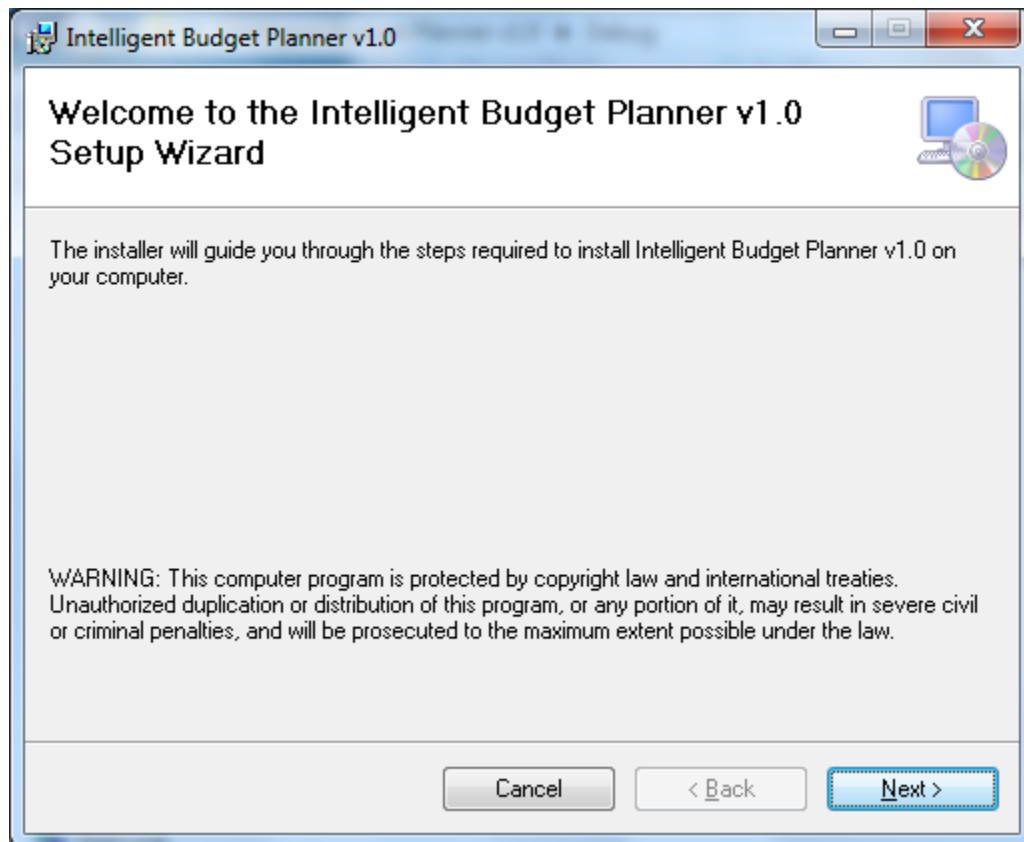 Intelligent Budget Planner v1.0
Welcome to the Intelligent Budget Planner v1.0
Setup Wizard
The installer will guide you through the steps required to install Intelligent Budget Planner v1.0 on
your computer.
WARNING: This computer program is protected by copyright law and international treaties.
Unauthorized duplication or distribution of this program, or any portion of it, may result in severe civil
or criminal penalties, and will be prosecuted to the maximum extent possible under the law.
Cancel < Back Next >